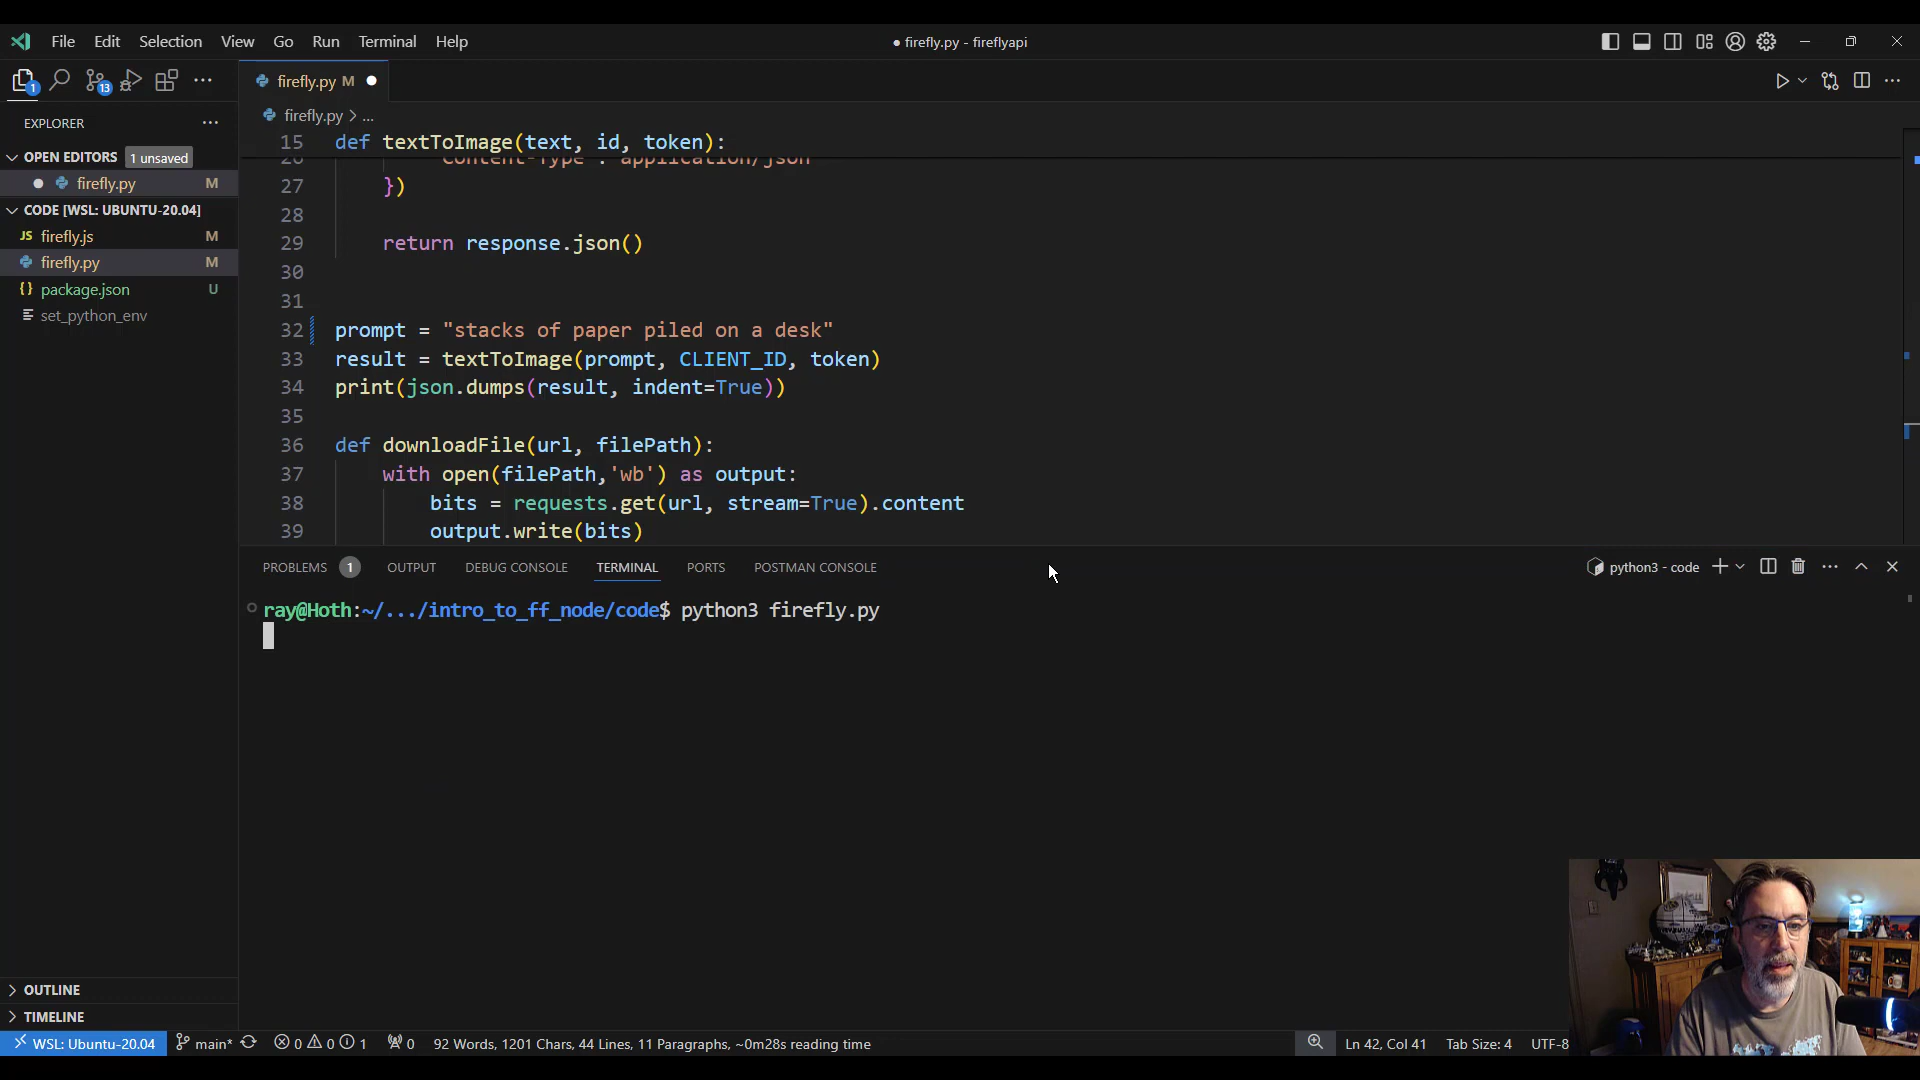 File Edit Selection View Go Run Terminal Help
● firefly.py - fireflyapi
1
13
firefly.py M
EXPLORER
firefly.py > ...
OPEN EDITORS 1 unsaved
firefly.py M
CODE [WSL: UBUNTU-20.04]
JS firefly.js M
firefly.py M
{} package.json U
set_python_env
15 def textToImage(text, id, token):
26 "Content-Type": "application/json"
27 })
28
29 return response.json()
30
31
32 prompt = "stacks of paper piled on a desk"
33 result = textToImage(prompt, CLIENT_ID, token)
34 print(json.dumps(result, indent=True))
35
36 def downloadFile(url, filePath):
37 with open(filePath,'wb') as output:
38 bits = requests.get(url, stream=True).content
39 output.write(bits)
PROBLEMS 1 OUTPUT DEBUG CONSOLE TERMINAL PORTS POSTMAN CONSOLE
python3 - code
ray@Hoth:~/.../intro_to_ff_node/code$ python3 firefly.py
OUTLINE
TIMELINE
WSL: Ubuntu-20.04 main* 0 0 1 0 92 Words, 1201 Chars, 44 Lines, 11 Paragraphs, ~0m28s reading time Ln 42, Col 41 Tab Size: 4 UTF-8